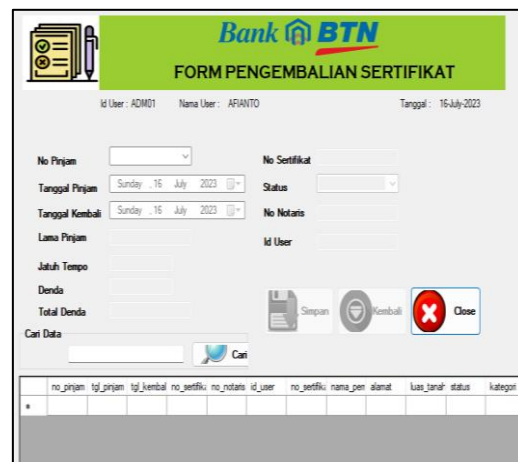 Bank BTN
FORM PENGEMBALIAN SERTIFIKAT
Id User : ADM01 Nama User : AFIANTO Tanggal : 16-July-2023
No Pinjam No Sertifikat
Tanggal Pinjam Sunday , 16 July 2023 Status
Tanggal Kembali Sunday , 16 July 2023 No Notaris
Lama Pinjam Id User
Jatuh Tempo
Denda
Total Denda Simpan Kembali Close
Cari Data
Cari
no_pinjam tgl_pinjam tgl_kembal no_sertifik no_notaris id_user no_sertifik nama_pen alamat luas_tanah status kategori